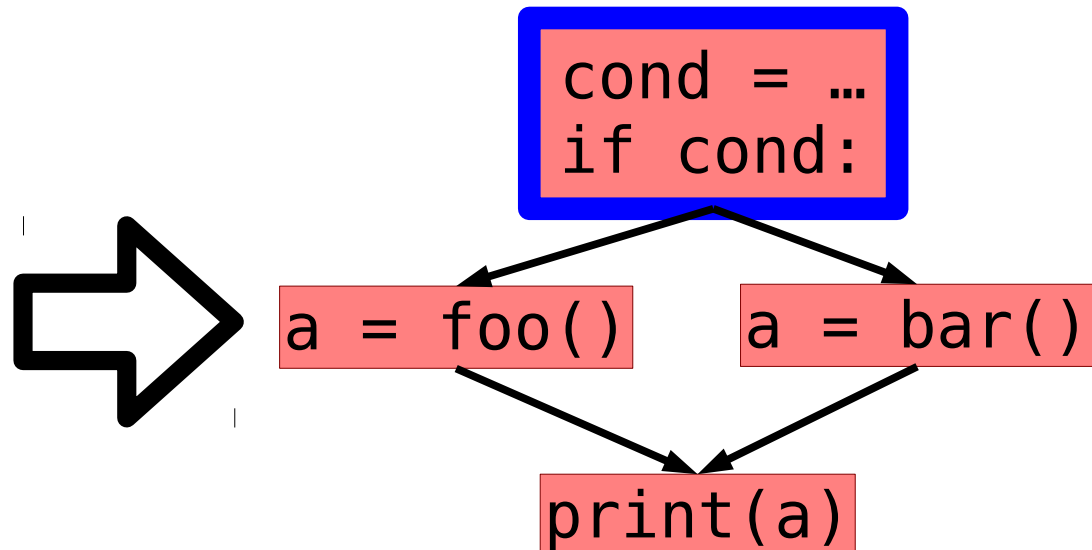 cond = …
if cond:
a = foo()
a = bar()
print(a)